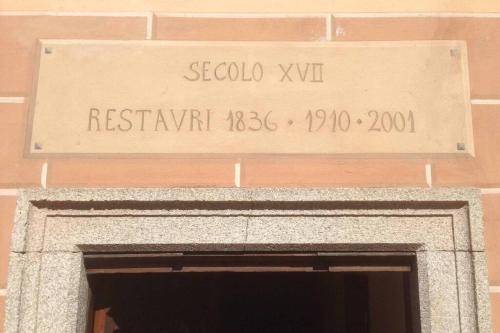 SECOLO XVII
RESTAVRI 1836 • 1910 • 2001